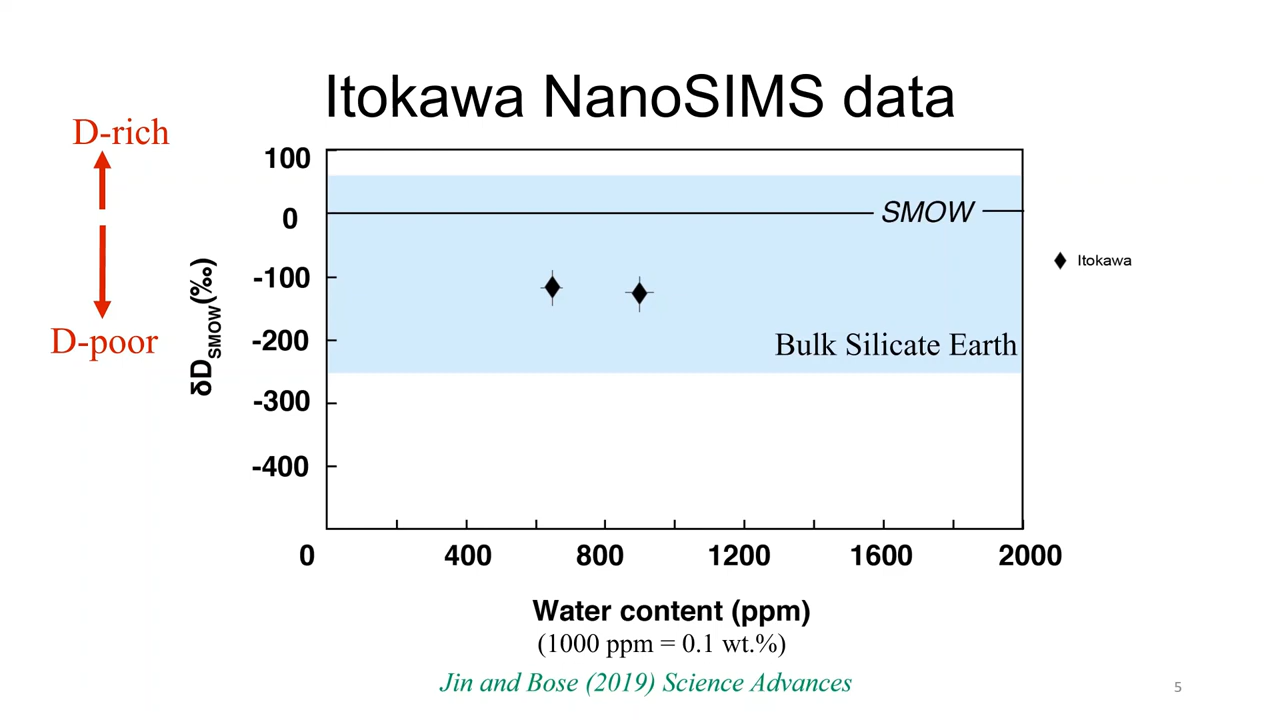 Itokawa NanoSIMS data
D-rich
D-poor
δD_SMOW(‰)
100
0
-100
-200
-300
-400
SMOW
Bulk Silicate Earth
Itokawa
0 400 800 1200 1600 2000
Water content (ppm)
(1000 ppm = 0.1 wt.%)
Jin and Bose (2019) Science Advances
5